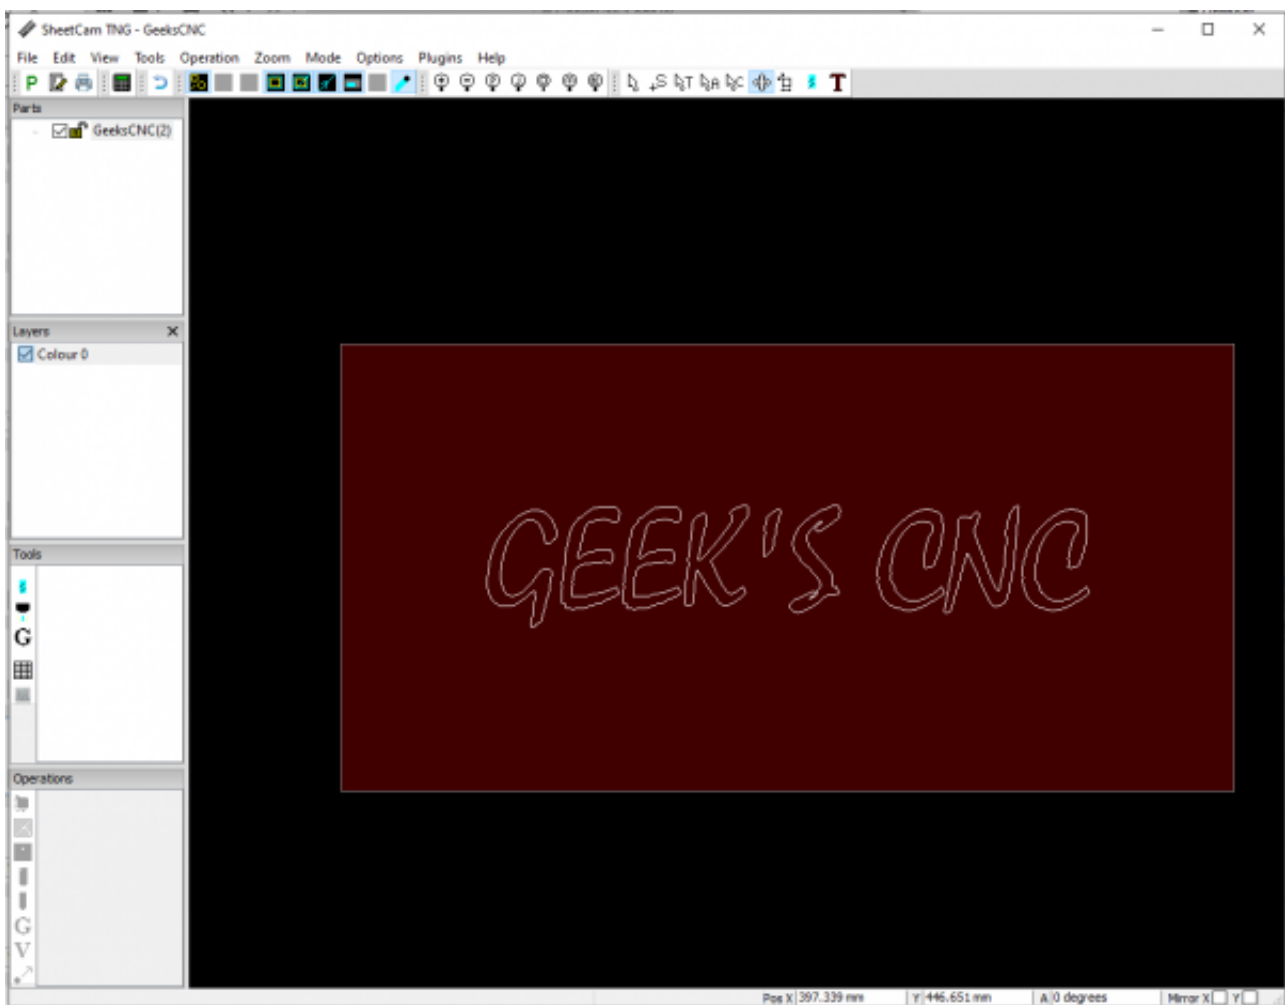 SheetCam TNG - GeeksCNC
File Edit View Tools Operation Zoom Mode Options Plugins Help
P S T A C T
Parts
GeeksCNC(2)
Layers
Colour 0
GEEK'S CNC
Tools
G
Operations
G
V
Pos X 397.339 mm Y 446.651 mm A 0 degrees Mirror X Y